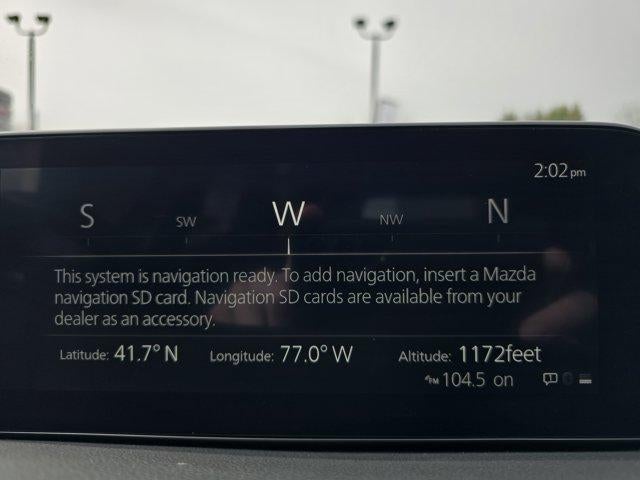 2:02 pm
S SW W NW N
This system is navigation ready. To add navigation, insert a Mazda
navigation SD card. Navigation SD cards are available from your
dealer as an accessory.
Latitude: 41.7° N Longitude: 77.0° W Altitude: 1172feet
FM 104.5 on